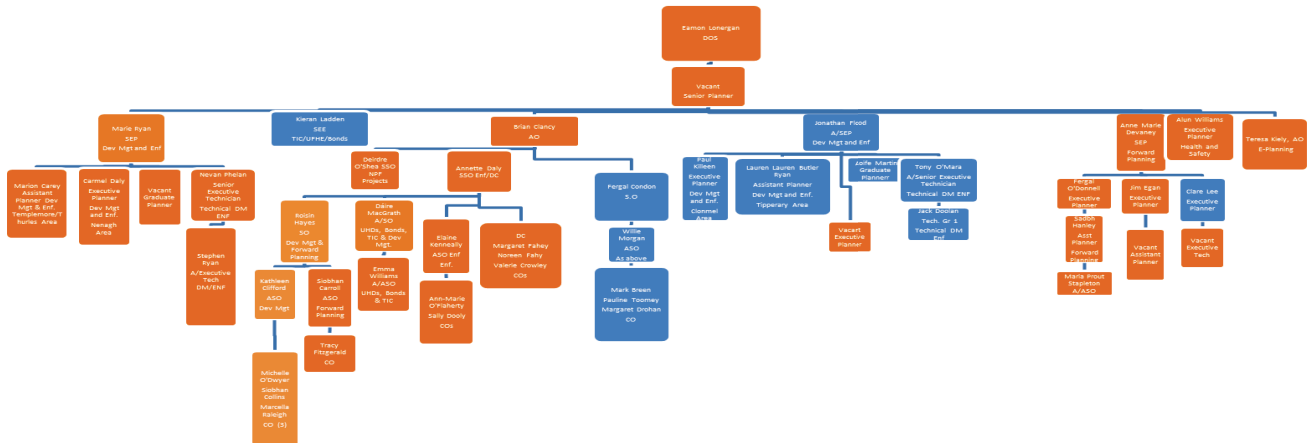 Eamon Lonergan
DOS
Vacant
Senior Planner
Marie Ryan
SEP
Dev Mgt and Enf
Kieran Ladden
SEE
TIC/UFHE/Bonds
Brian Clancy
AO
Jonathan Flood
A/SEP
Dev Mgt and Enf
Anne Marie
Devaney
SEP
Forward
Planning
Alun Williams
Executive
Planner
Health and
Safety
Teresa Kiely, AO
E-Planning
Marion Carey
Assistant
Planner Dev
Mgt & Enf.
Templemore/T
hurles Area
Carmel Daly
Executive
Planner
Dev Mgt
and Enf.
Nenagh
Area
Vacant
Graduate
Planner
Nevan Phelan
Senior
Executive
Technician
Technical DM
ENF
Stephen
Ryan
A/Executive
Tech
DM/ENF
Deirdre
O'Shea SSO
NPF
Projects
Annette Daly
SSO Enf/DC
Roisin
Hayes
SO
Dev Mgt &
Forward
Planning
Dáire
MacGrath
A/SO
UHDs, Bonds,
TIC & Dev
Mgt.
Kathleen
Clifford
ASO
Dev Mgt
Siobhan
Carroll
ASO
Forward
Planning
Emma
Williams
A/ASO
UHDs, Bonds
& TIC
Michelle
O'Dwyer
Siobhan
Collins
Marcella
Raleigh
CO (3)
Tracy
Fitzgerald
CO
Elaine
Kenneally
ASO Enf
Enf.
Ann-Marie
O'Flaherty
Sally Dooly
COs
DC
Margaret Fahey
Noreen Fahy
Valerie Crowley
COs
Fergal Condon
S.O
Willie
Morgan
ASO
As above
Mark Breen
Pauline Toomey
Margaret Drohan
CO
Paul
Killeen
Executive
Planner
Dev Mgt
and Enf.
Clonmel
Area
Lauren Lauren Butler
Ryan
Assistant Planner
Dev Mgt and Enf.
Tipperary Area
Vacant
Executive
Planner
Aoife Martin
Graduate
Planner
Tony O'Mara
A/Senior Executive
Technician
Technical DM ENF
Jack Doolan
Tech. Gr 1
Technical DM
Enf
Fergal
O'Donnell
Executive
Planner
Sadbh
Hanley
Asst
Planner
Forward
Planning
Maria Prout
Stapleton
A/ASO
Jim Egan
Executive
Planner
Vacant
Assistant
Planner
Clare Lee
Executive
Planner
Vacant
Executive
Tech